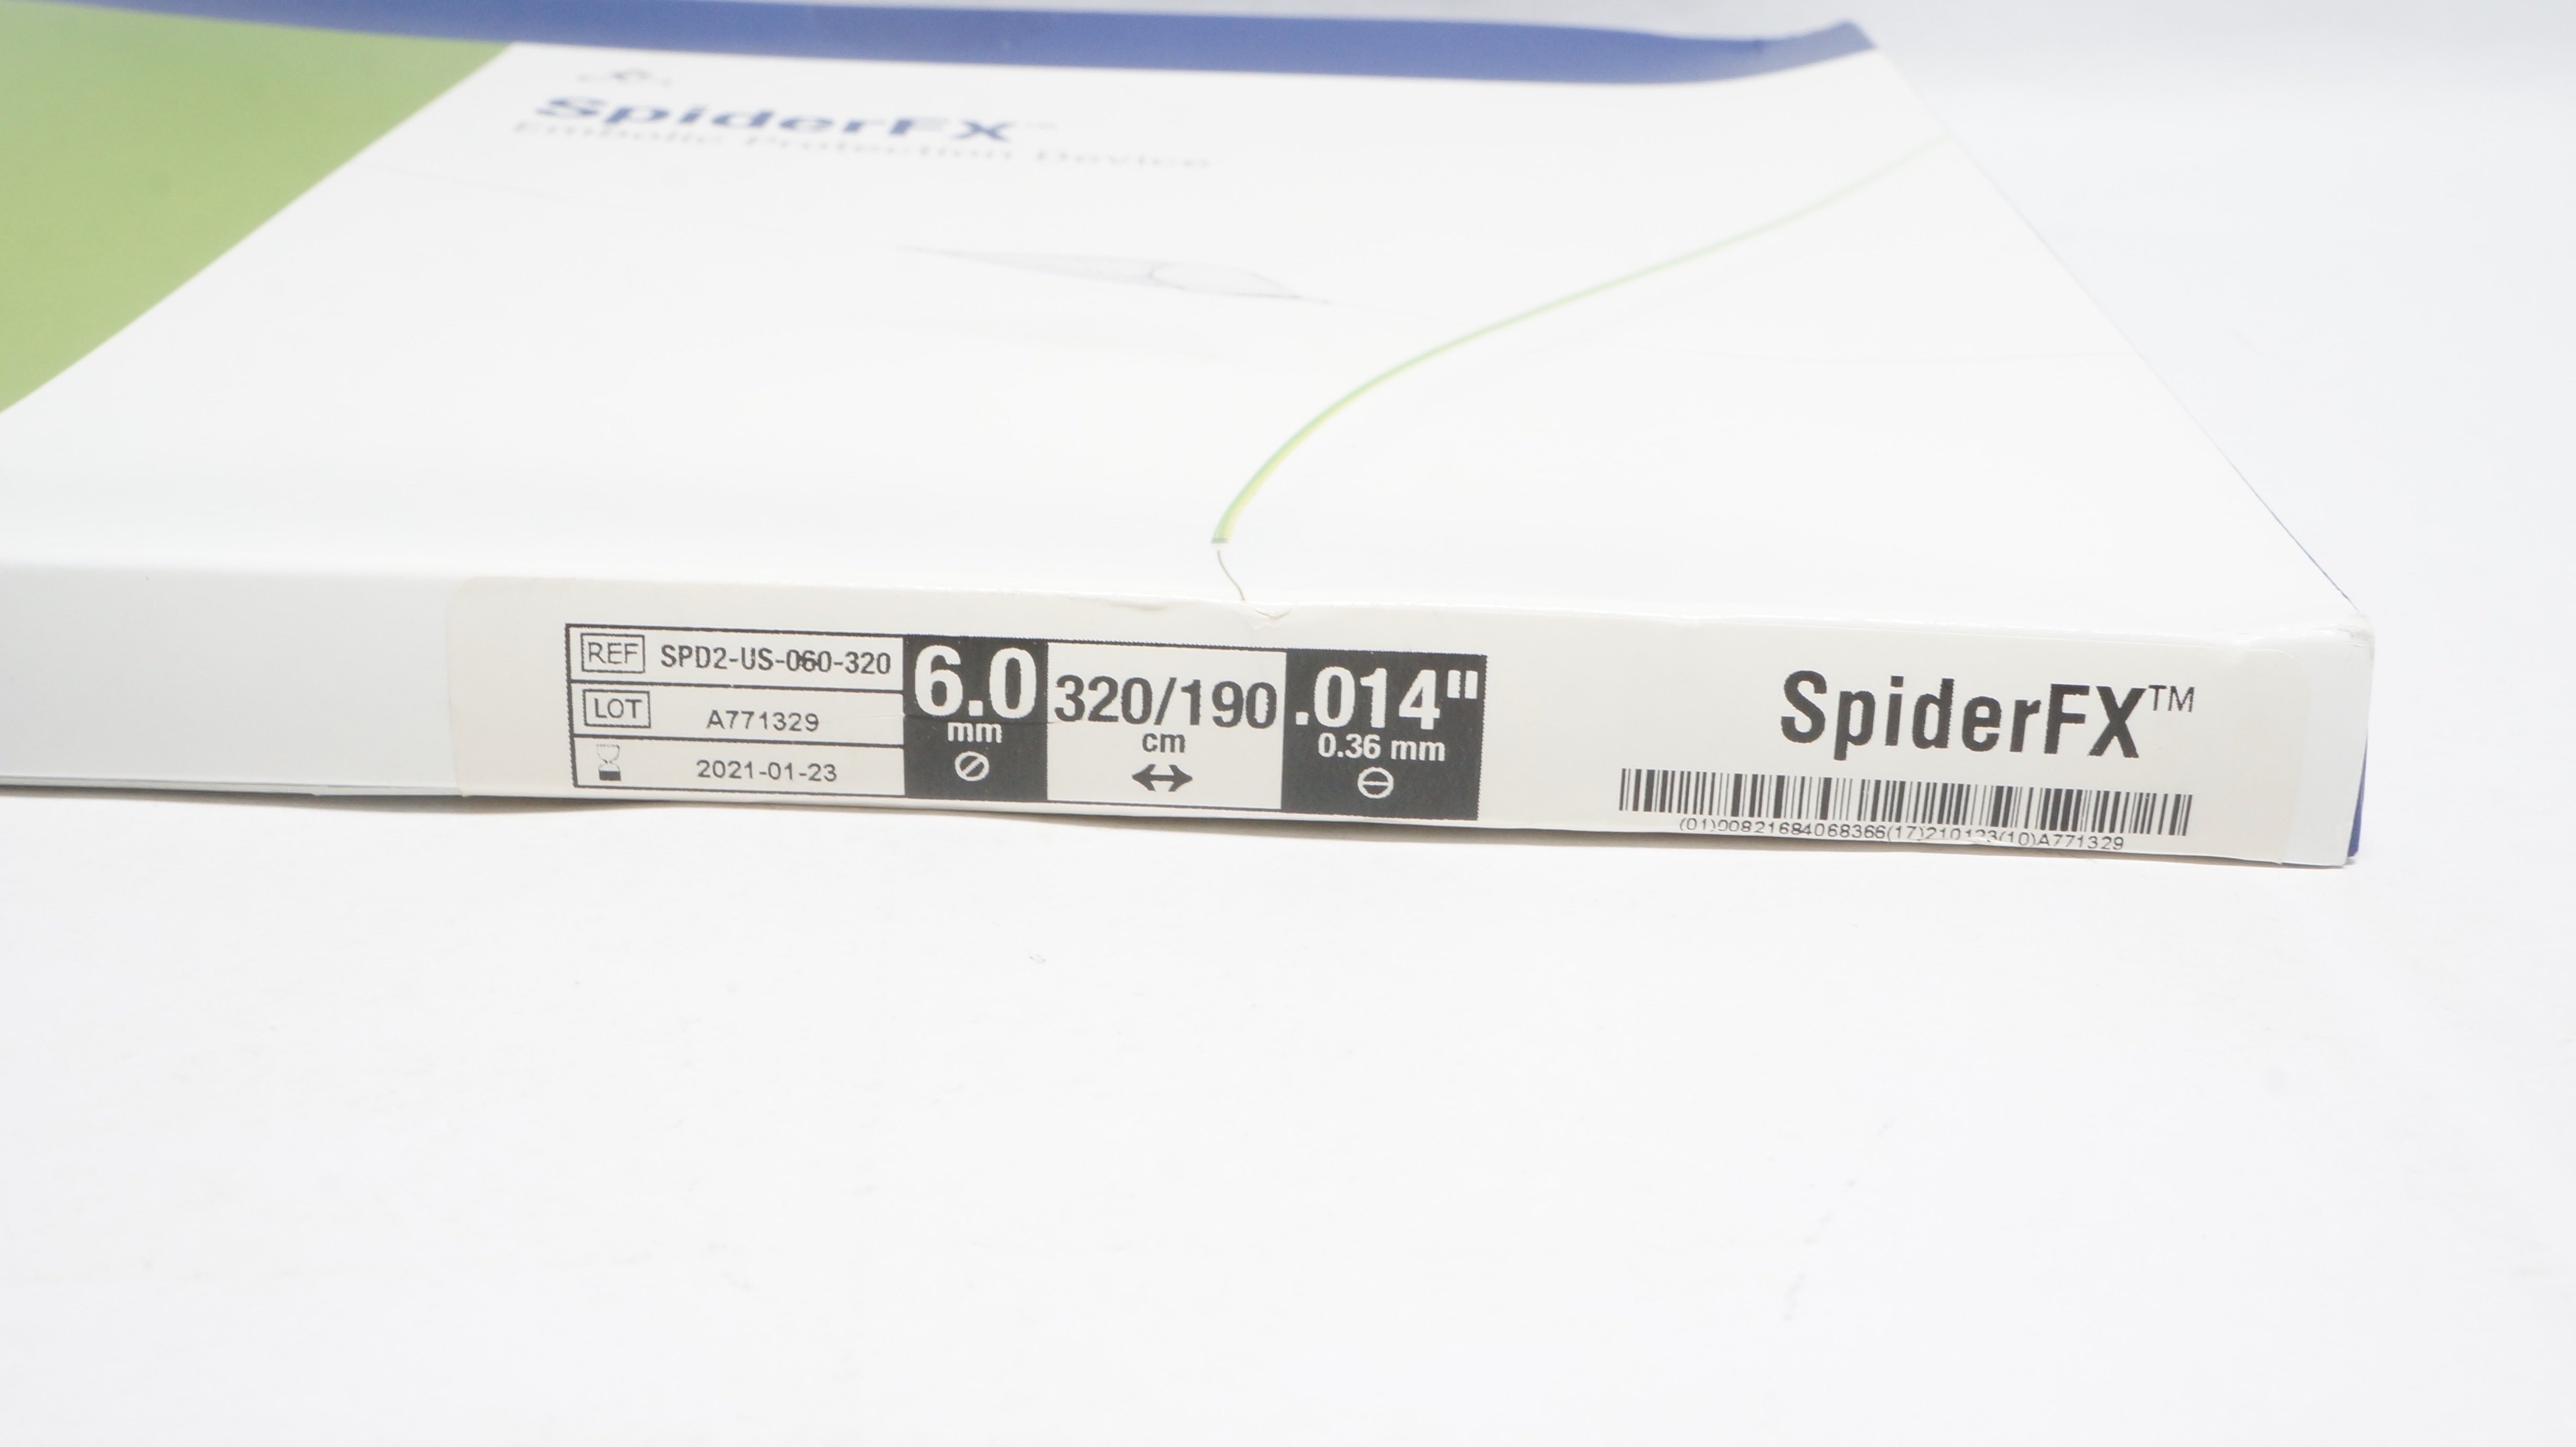 SpiderFX™
Embolic Protection Device
REF SPD2-US-060-320
LOT A771329
2021-01-23
6.0
mm
320/190
cm
.014"
0.36 mm
SpiderFX™
(01)00821684068366(17)210123(10)A771329